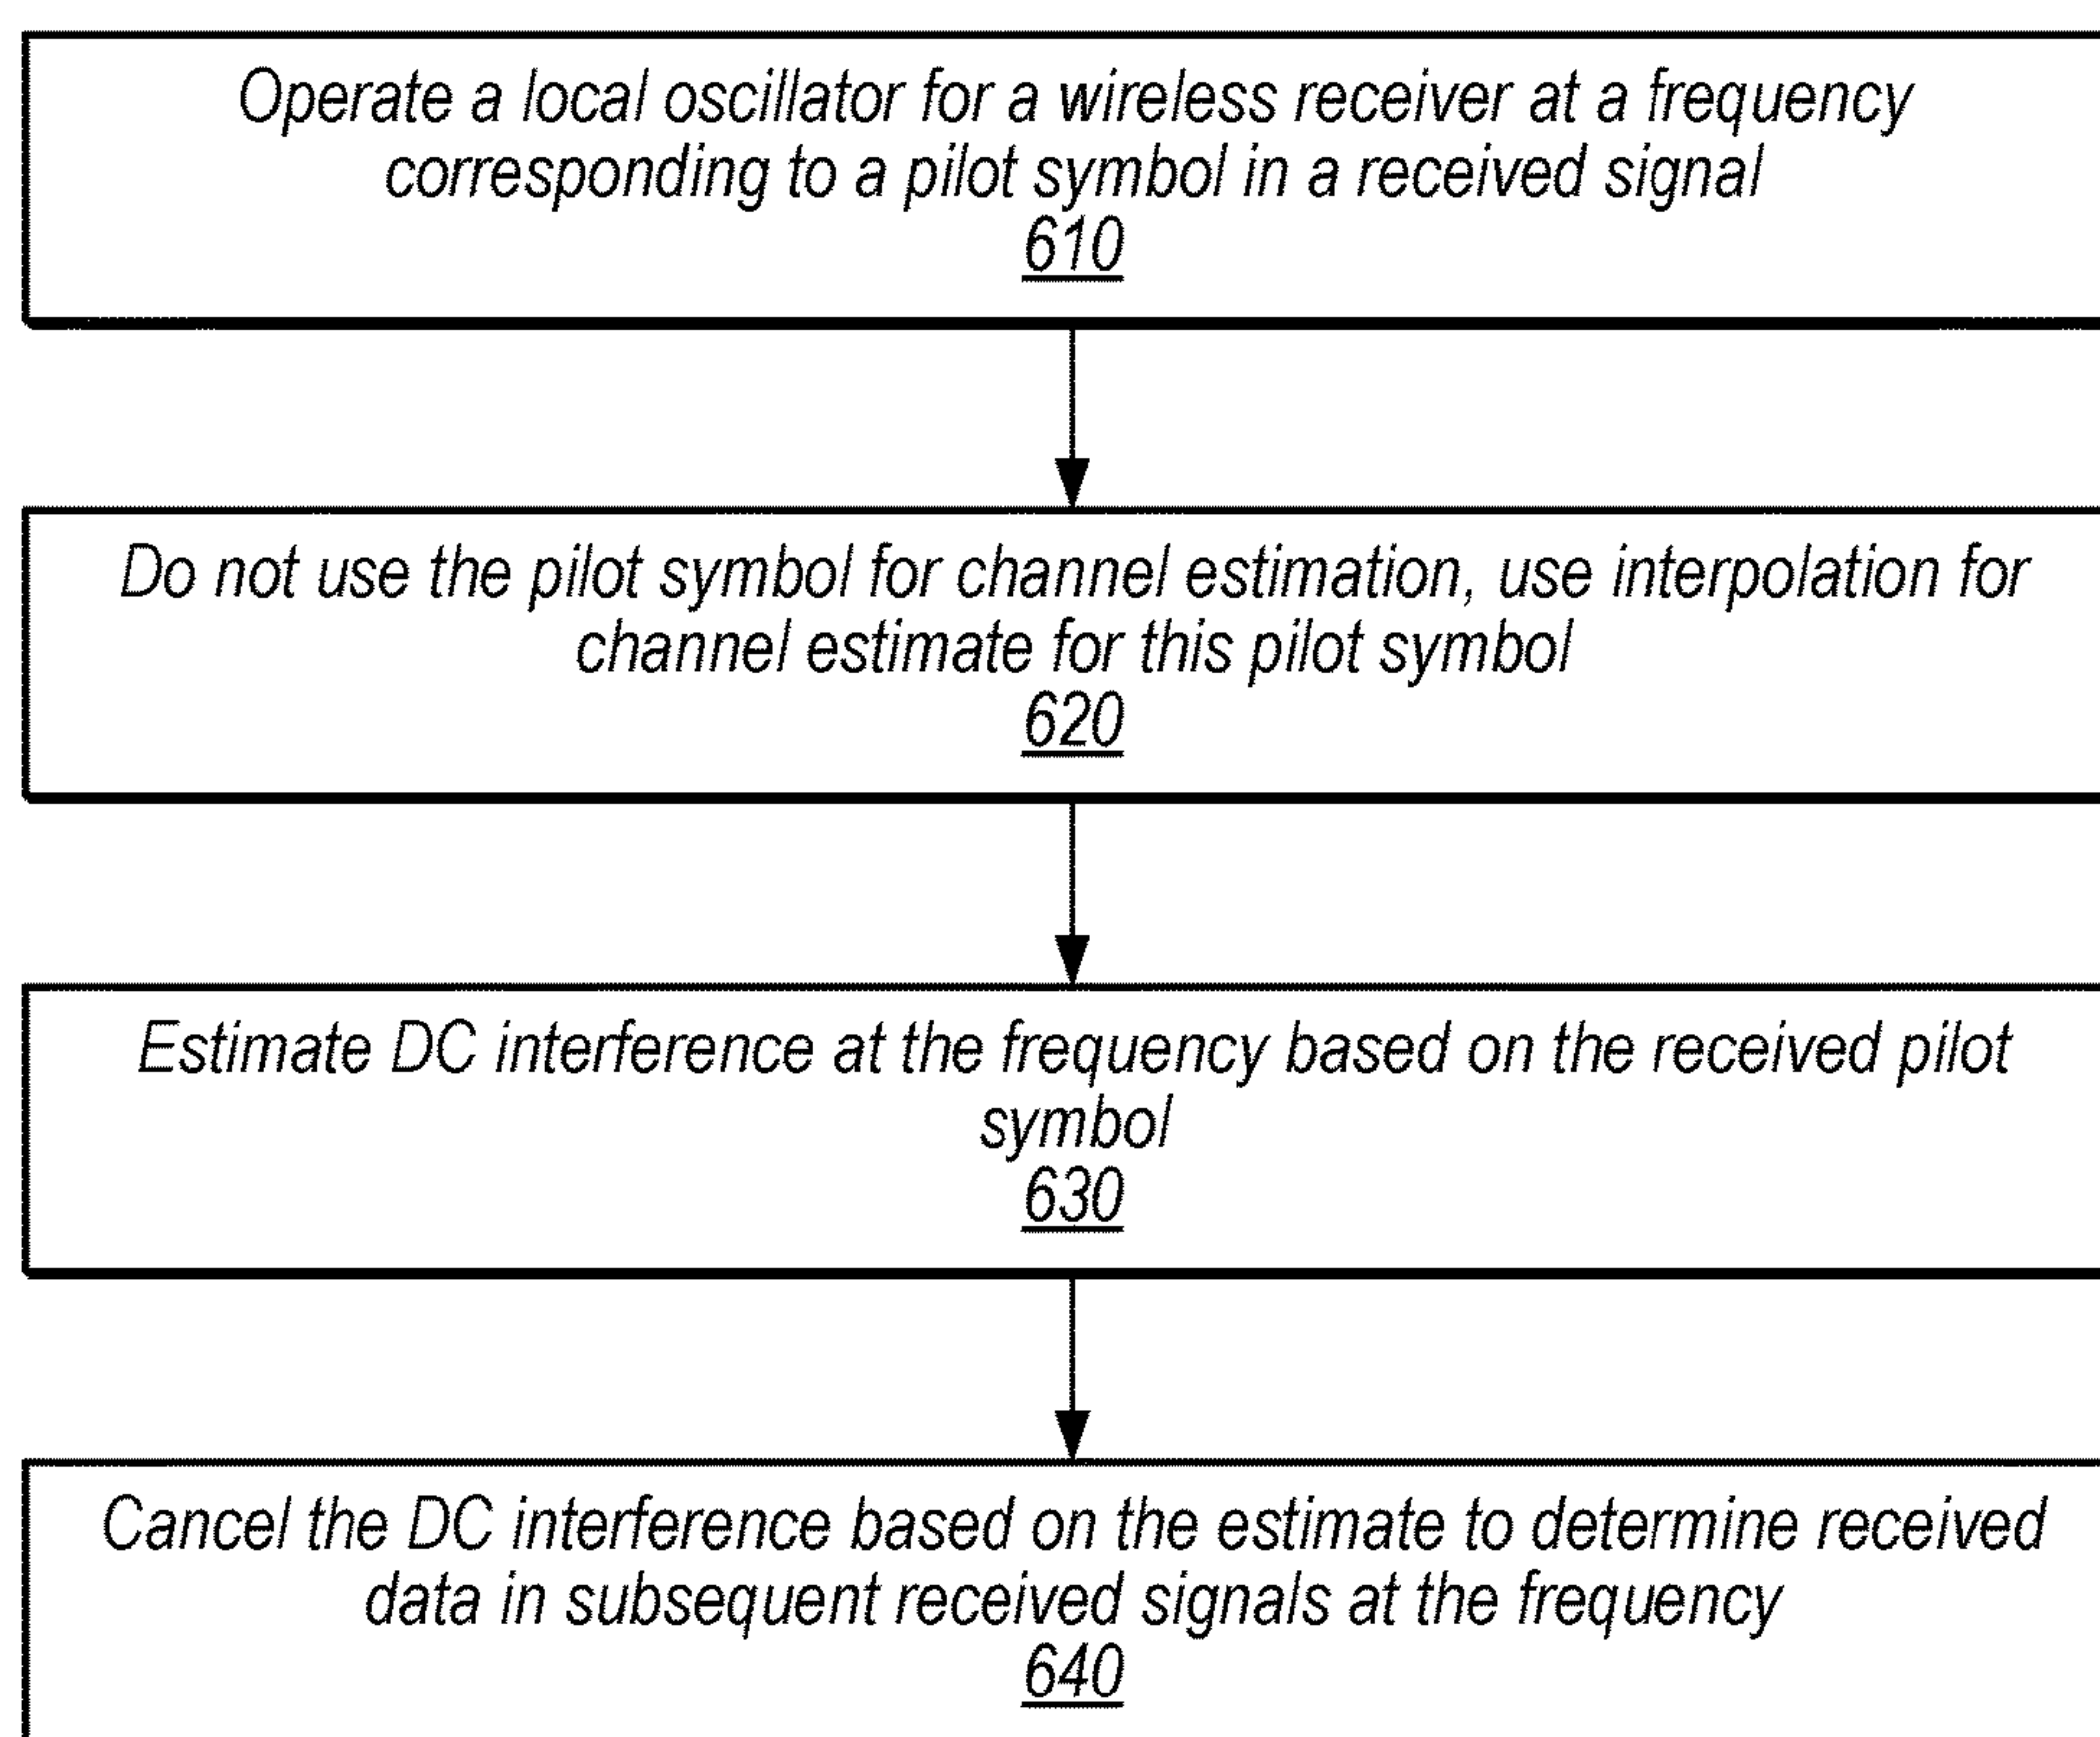 Operate a local oscillator for a wireless receiver at a frequency
corresponding to a pilot symbol in a received signal
610
Do not use the pilot symbol for channel estimation, use interpolation for
channel estimate for this pilot symbol
620
Estimate DC interference at the frequency based on the received pilot
symbol
630
Cancel the DC interference based on the estimate to determine received
data in subsequent received signals at the frequency
640